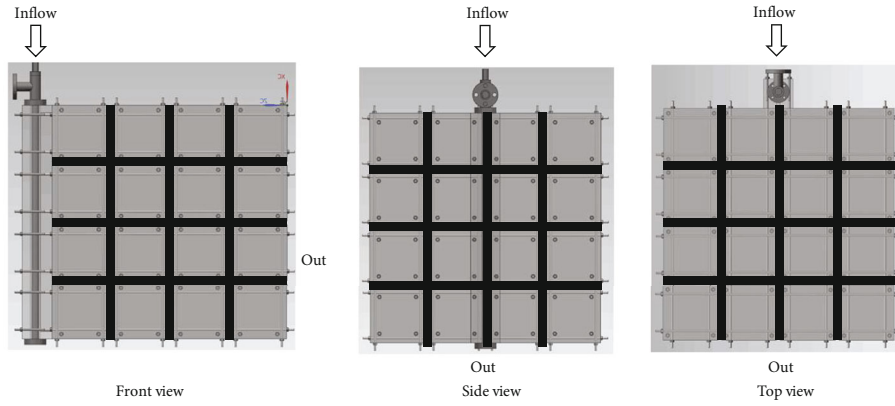 Inflow
Inflow
Inflow
Out
Out
Out
Front view
Side view
Top view